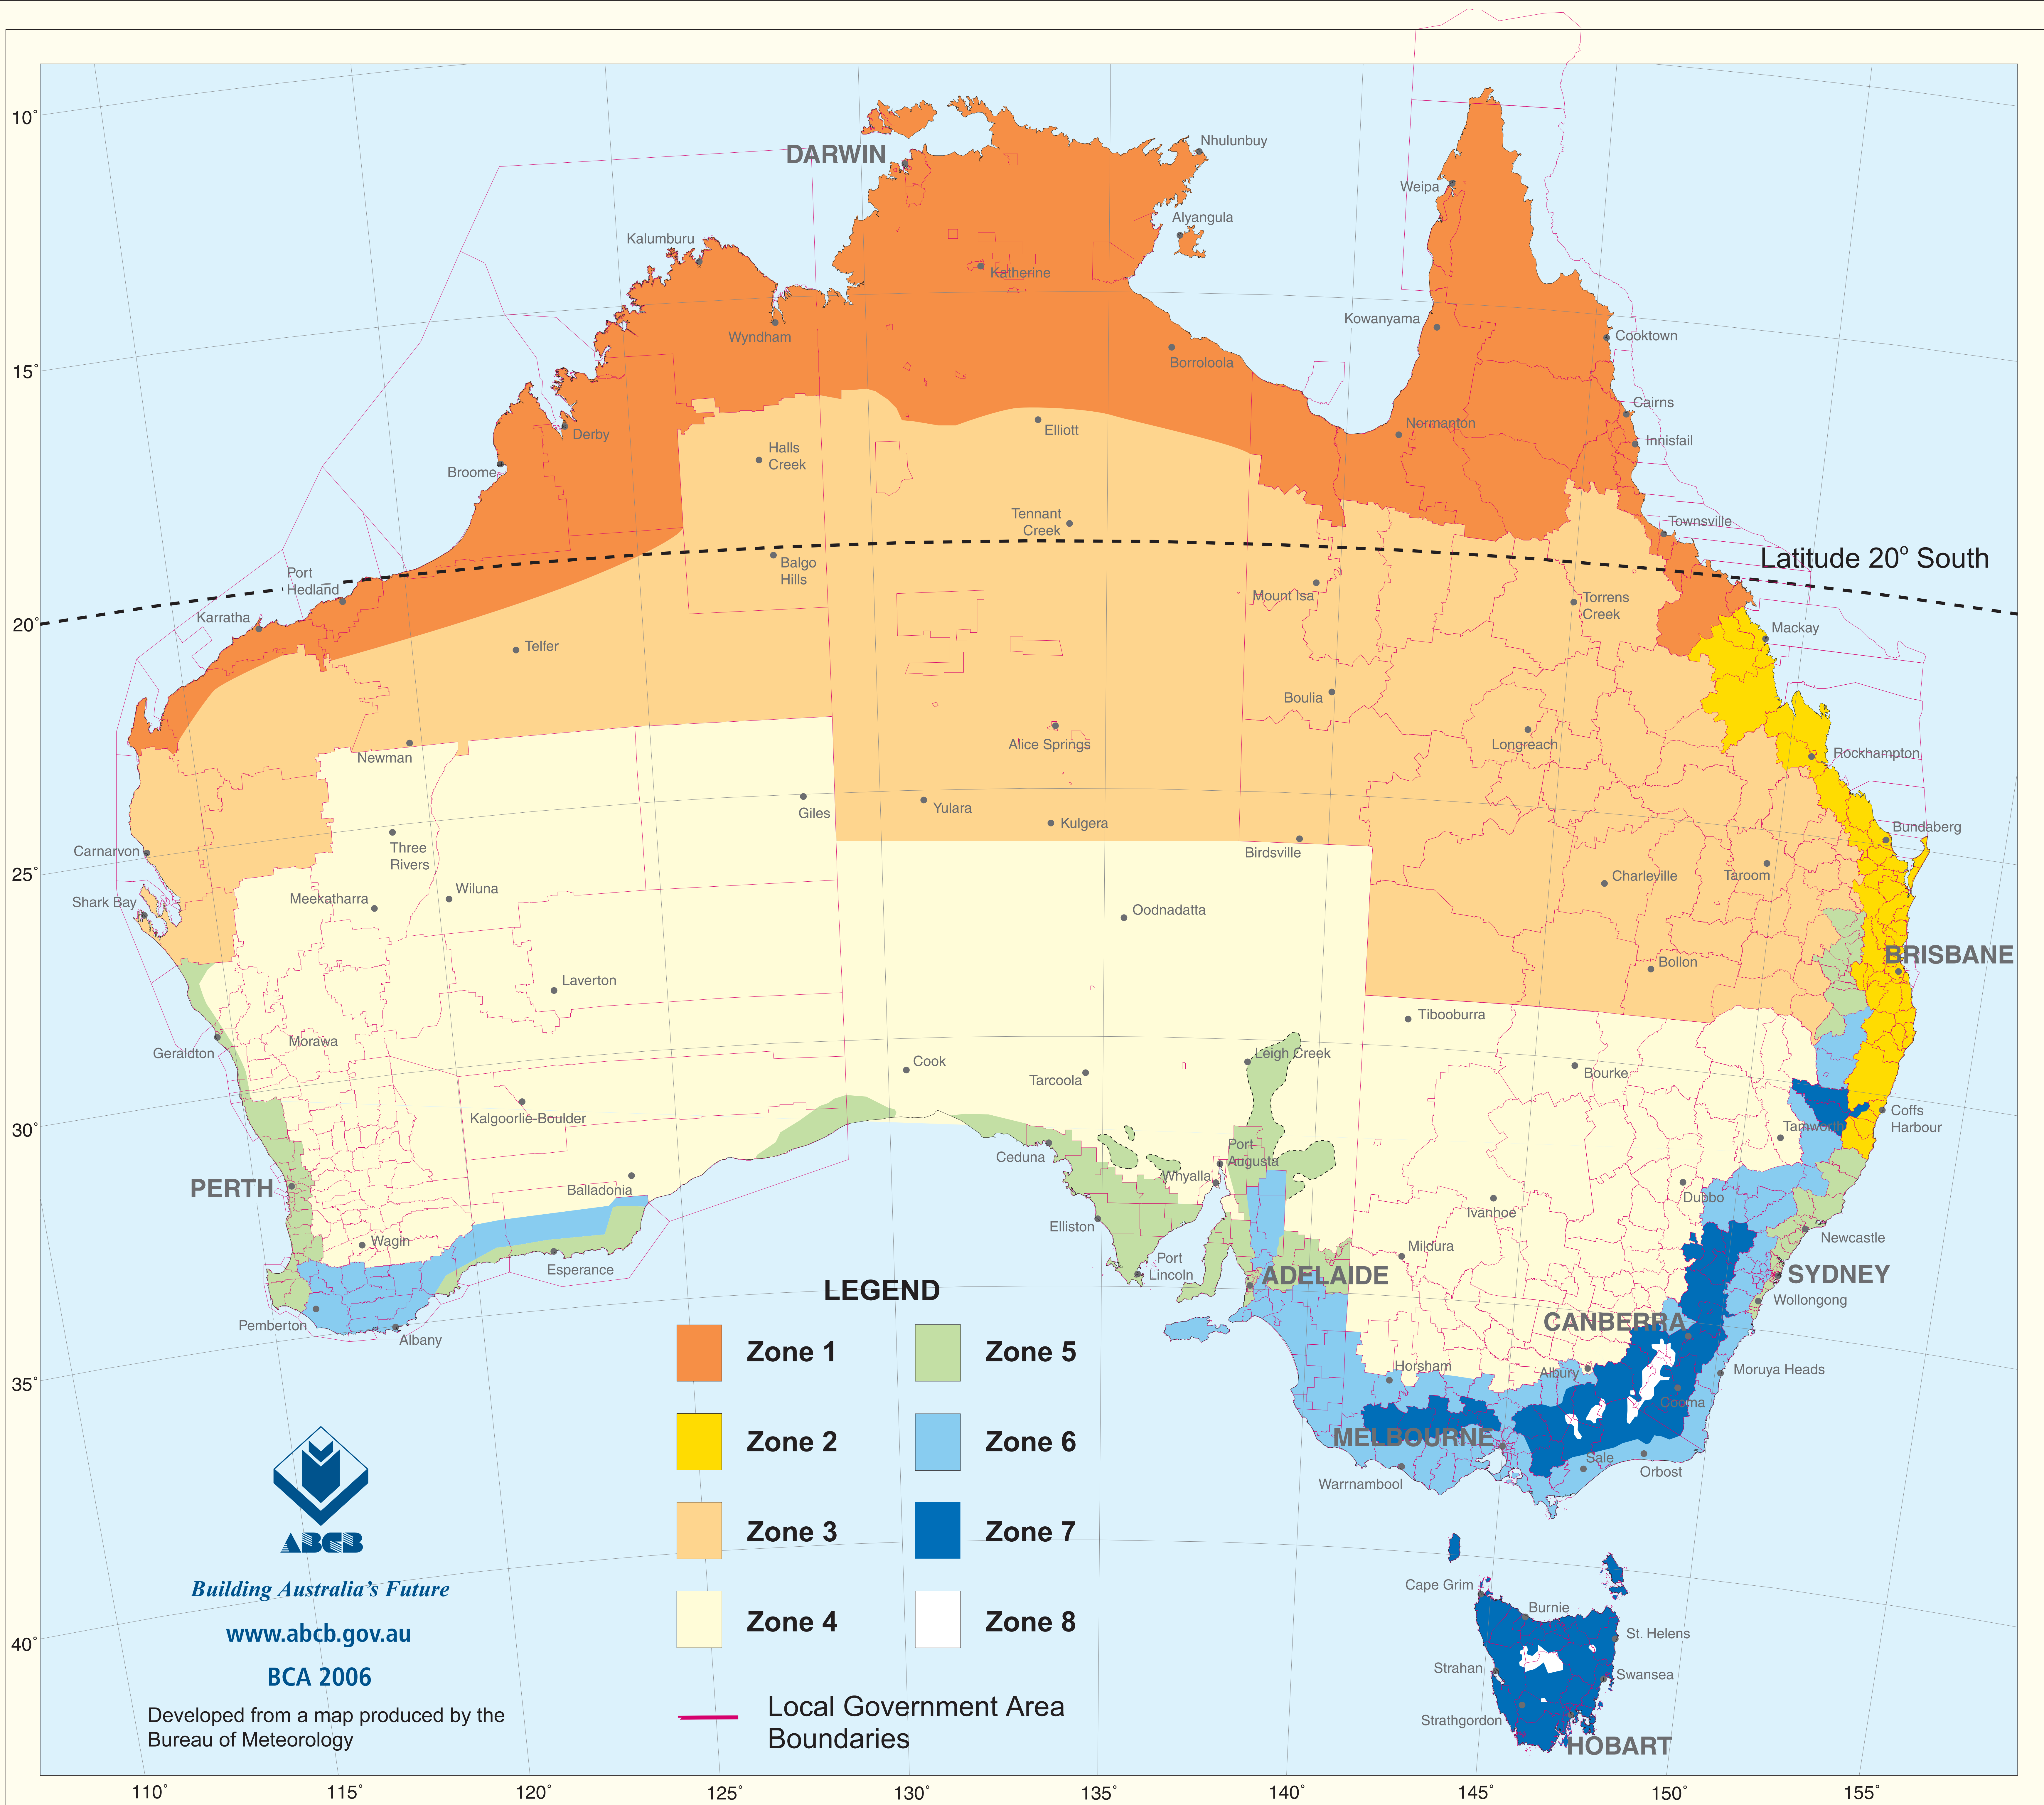 10°
15°
20°
25°
30°
35°
40°
110°
115°
120°
125°
130°
135°
140°
145°
150°
155°
DARWIN
Nhulunbuy
Weipa
Alyangula
Kalumburu
Katherine
Wyndham
Kowanyama
Cooktown
Borroloola
Cairns
Derby
Elliott
Normanton
Innisfail
Broome
Halls
Creek
Tennant
Creek
Townsville
Latitude 20° South
Port
Hedland
Balgo
Hills
Karratha
Mount Isa
Torrens
Creek
Mackay
Telfer
Boulia
Newman
Alice Springs
Longreach
Rockhampton
Giles
Yulara
Kulgera
Bundaberg
Carnarvon
Three
Rivers
Birdsville
Charleville
Taroom
Shark Bay
Meekatharra
Wiluna
Oodnadatta
BRISBANE
Laverton
Bollon
Tibooburra
Geraldton
Morawa
Cook
Leigh Creek
Tarcoola
Bourke
Kalgoorlie-Boulder
Coffs
Harbour
Tamworth
Ceduna
Port
Augusta
Whyalla
PERTH
Balladonia
Dubbo
Ivanhoe
Elliston
Wagin
Esperance
Port
Lincoln
Mildura
Newcastle
ADELAIDE
SYDNEY
Wollongong
Pemberton
Albany
CANBERRA
Horsham
Albury
Moruya Heads
Cooma
MELBOURNE
Sale
Orbost
Warrnambool
Cape Grim
Burnie
St. Helens
Strahan
Swansea
Strathgordon
HOBART
LEGEND
Zone 1
Zone 2
Zone 3
Zone 4
Zone 5
Zone 6
Zone 7
Zone 8
Local Government Area
Boundaries
ABCB
Building Australia's Future
www.abcb.gov.au
BCA 2006
Developed from a map produced by the
Bureau of Meteorology